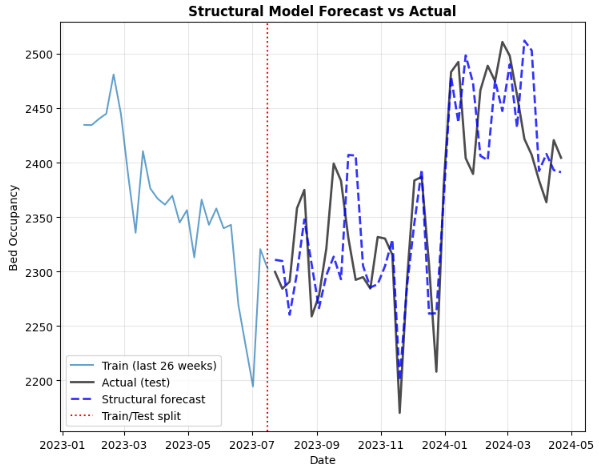 Structural Model Forecast vs Actual
2500
2450
2400
2350
2300
2250
2200
Bed Occupancy
Train (last 26 weeks)
Actual (test)
Structural forecast
Train/Test split
2023-01 2023-03 2023-05 2023-07 2023-09 2023-11 2024-01 2024-03 2024-05
Date